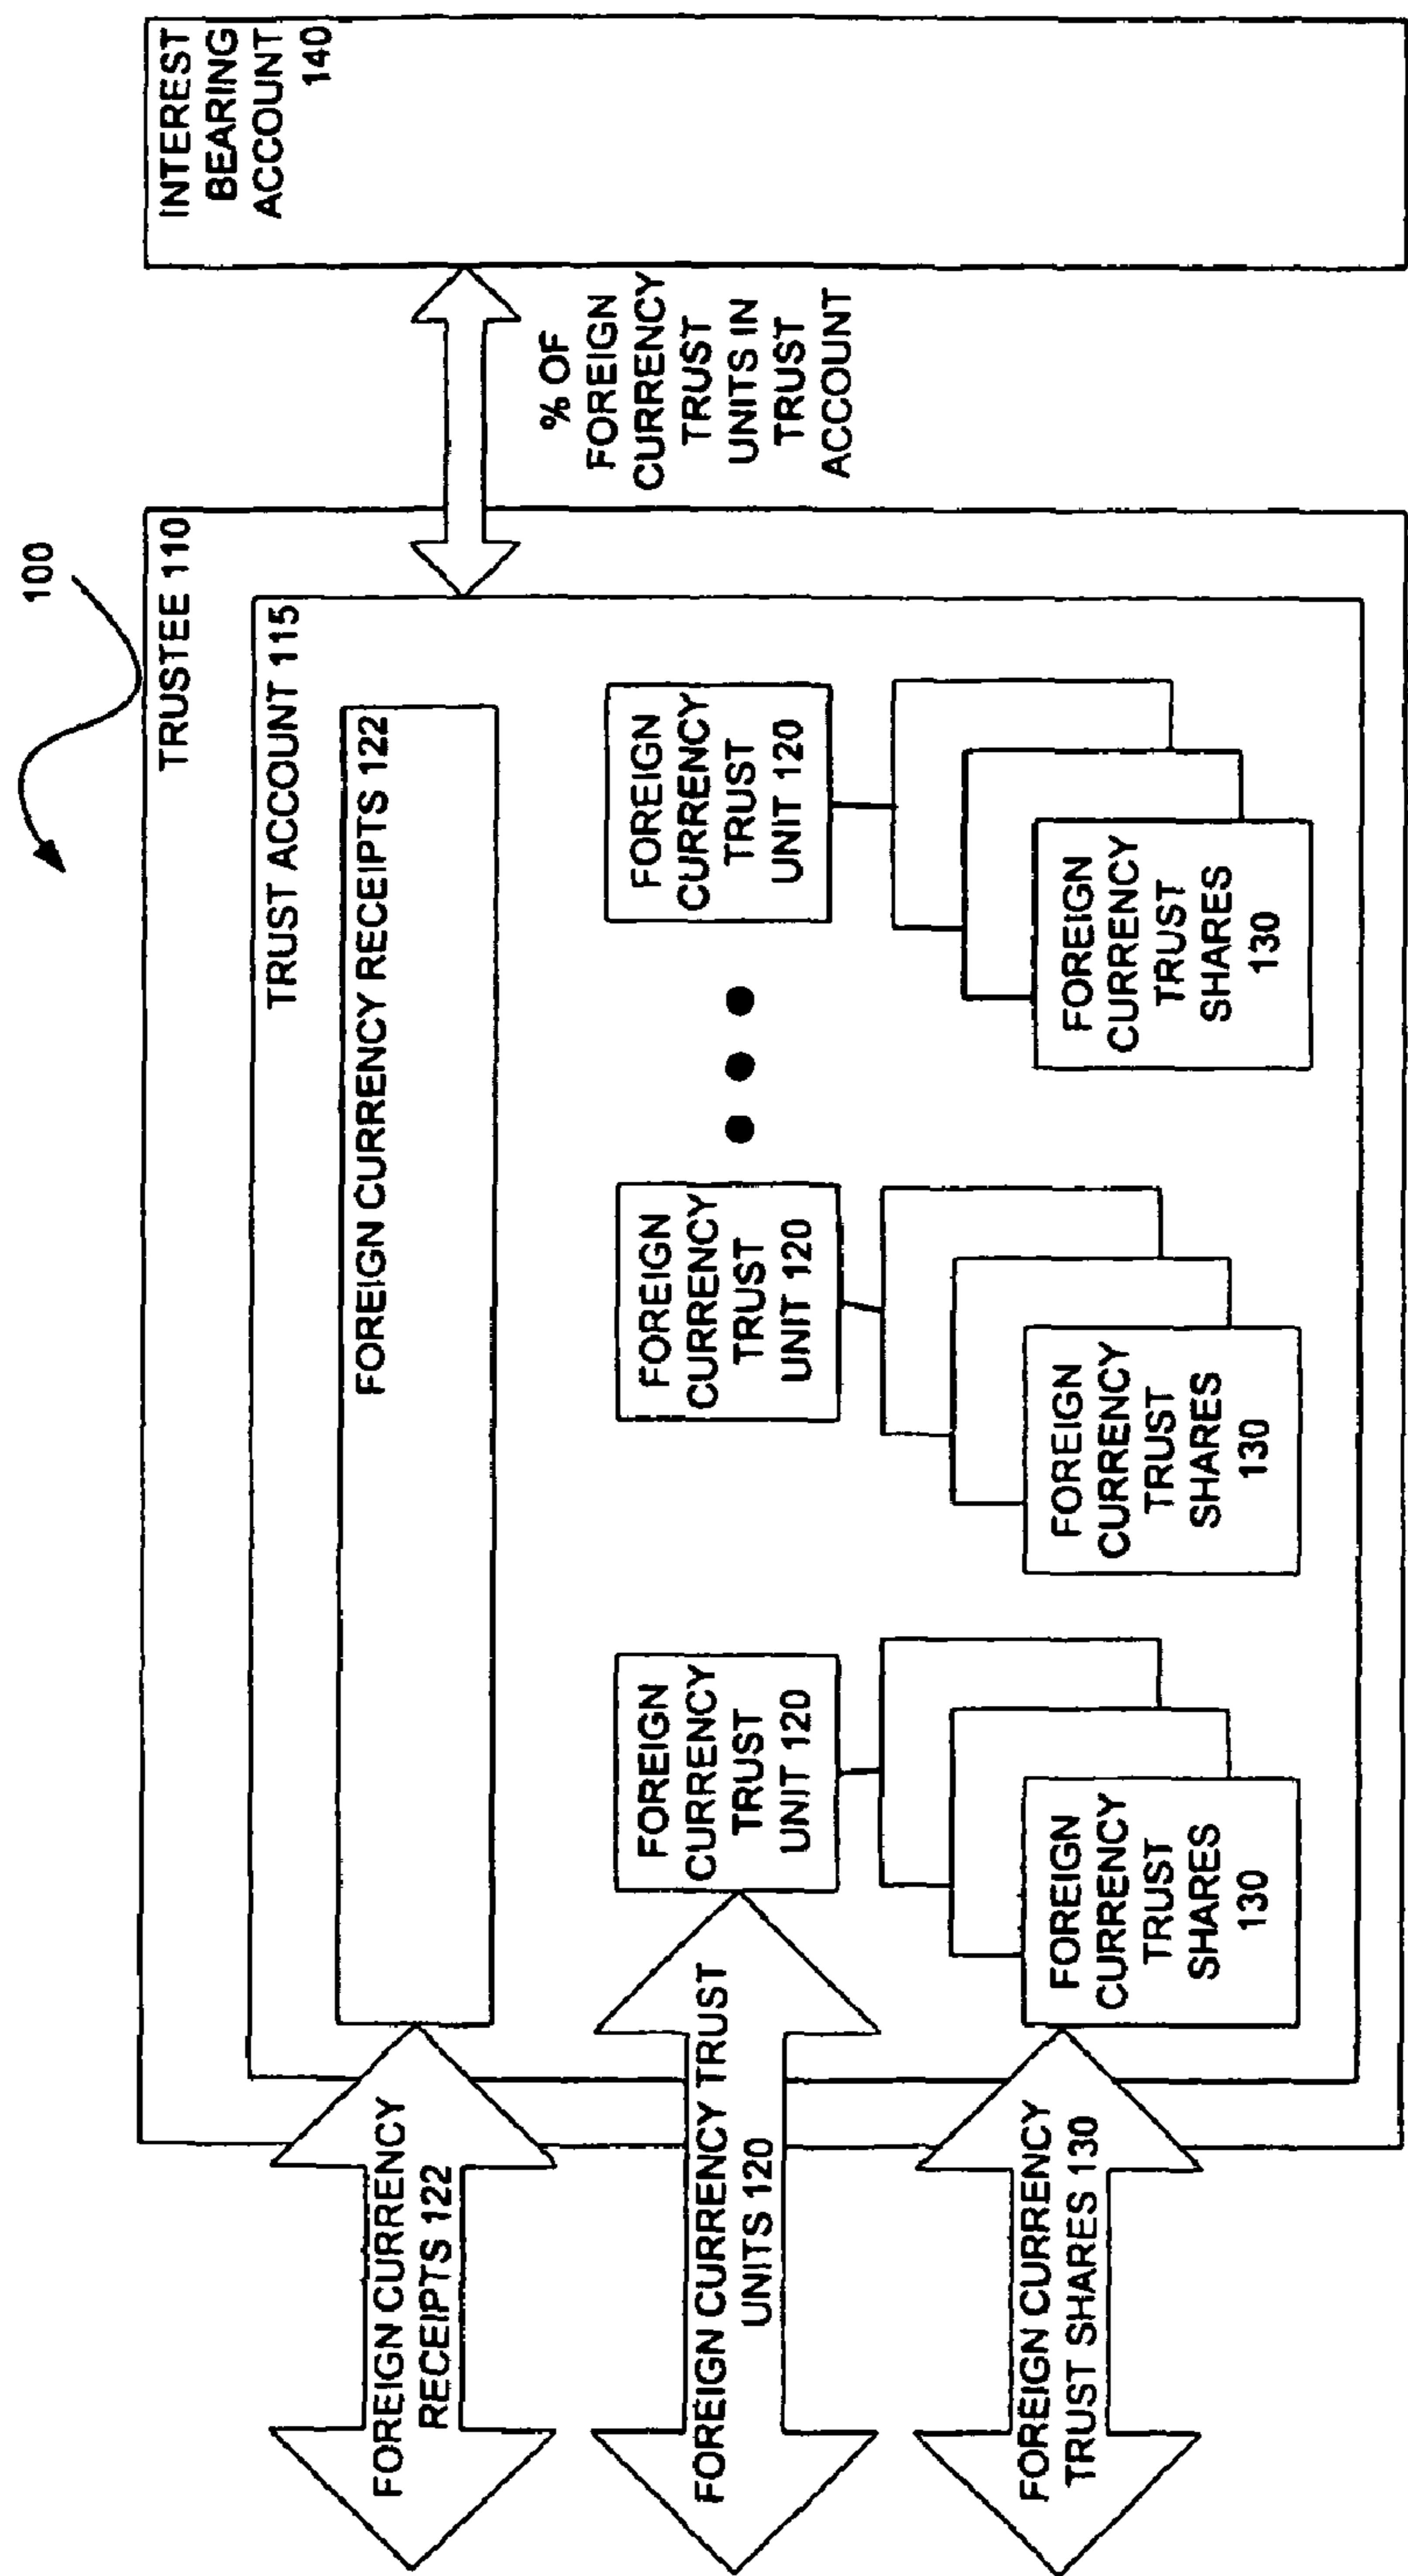 100
TRUSTEE 110
TRUST ACCOUNT 115
FOREIGN CURRENCY RECEIPTS 122
FOREIGN CURRENCY
RECEIPTS 122
FOREIGN CURRENCY TRUST
UNITS 120
FOREIGN CURRENCY
TRUST SHARES 130
FOREIGN
CURRENCY
TRUST
UNIT 120
FOREIGN
CURRENCY
TRUST
SHARES
130
FOREIGN
CURRENCY
TRUST
UNIT 120
FOREIGN
CURRENCY
TRUST
SHARES
130
FOREIGN
CURRENCY
TRUST
UNIT 120
FOREIGN
CURRENCY
TRUST
SHARES
130
% OF
FOREIGN
CURRENCY
TRUST
UNITS IN
TRUST
ACCOUNT
INTEREST
BEARING
ACCOUNT
140